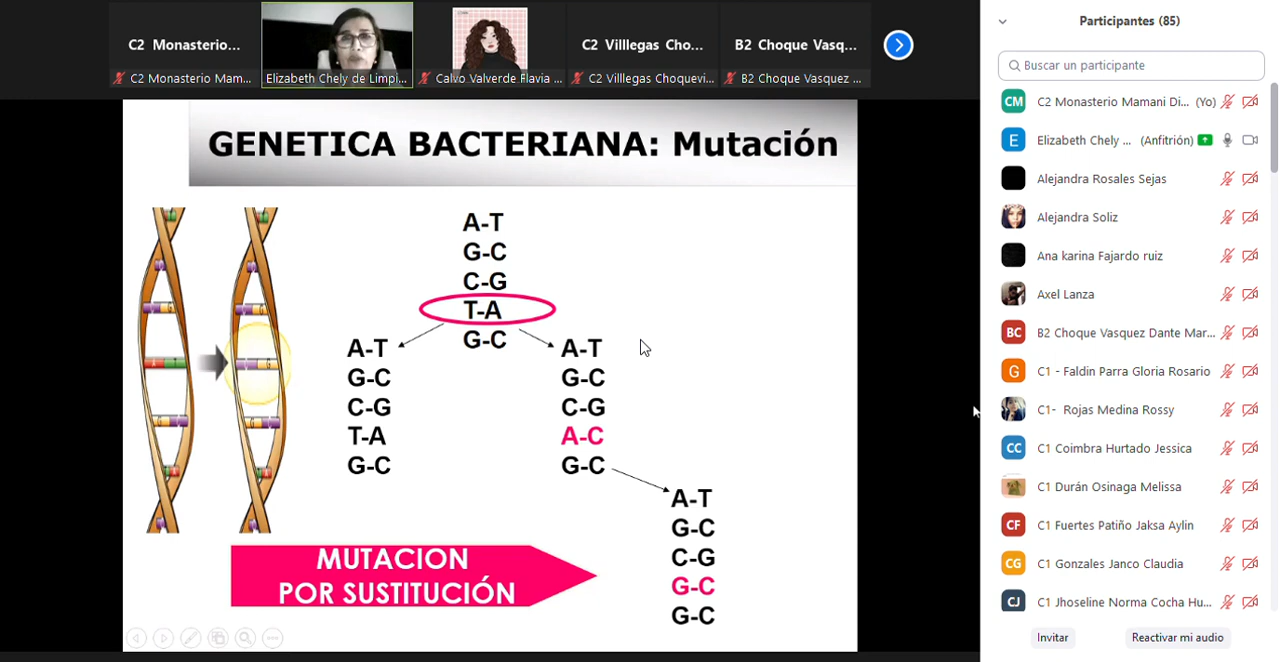 C2 Monasterio...
C2 Villlegas Cho...
B2 Choque Vasq...
C2 Monasterio Mam...
Elizabeth Chely de Limpi...
Calvo Valverde Flavia ...
C2 Villlegas Choquevi...
B2 Choque Vasquez ...
GENETICA BACTERIANA: Mutación
A-T
G-C
C-G
T-A
G-C
A-T
G-C
C-G
T-A
G-C
A-T
G-C
C-G
A-C
G-C
A-T
G-C
C-G
G-C
G-C
MUTACION
POR SUSTITUCIÓN
Participantes (85)
Buscar un participante
CM C2 Monasterio Mamani Di... (Yo)
E Elizabeth Chely ... (Anfitrión)
Alejandra Rosales Sejas
Alejandra Soliz
Ana karina Fajardo ruiz
Axel Lanza
BC B2 Choque Vasquez Dante Mar...
G C1 - Faldin Parra Gloria Rosario
C1- Rojas Medina Rossy
CC C1 Coimbra Hurtado Jessica
C1 Durán Osinaga Melissa
CF C1 Fuertes Patiño Jaksa Aylin
CG C1 Gonzales Janco Claudia
CJ C1 Jhoseline Norma Cocha Hu...
Invitar
Reactivar mi audio